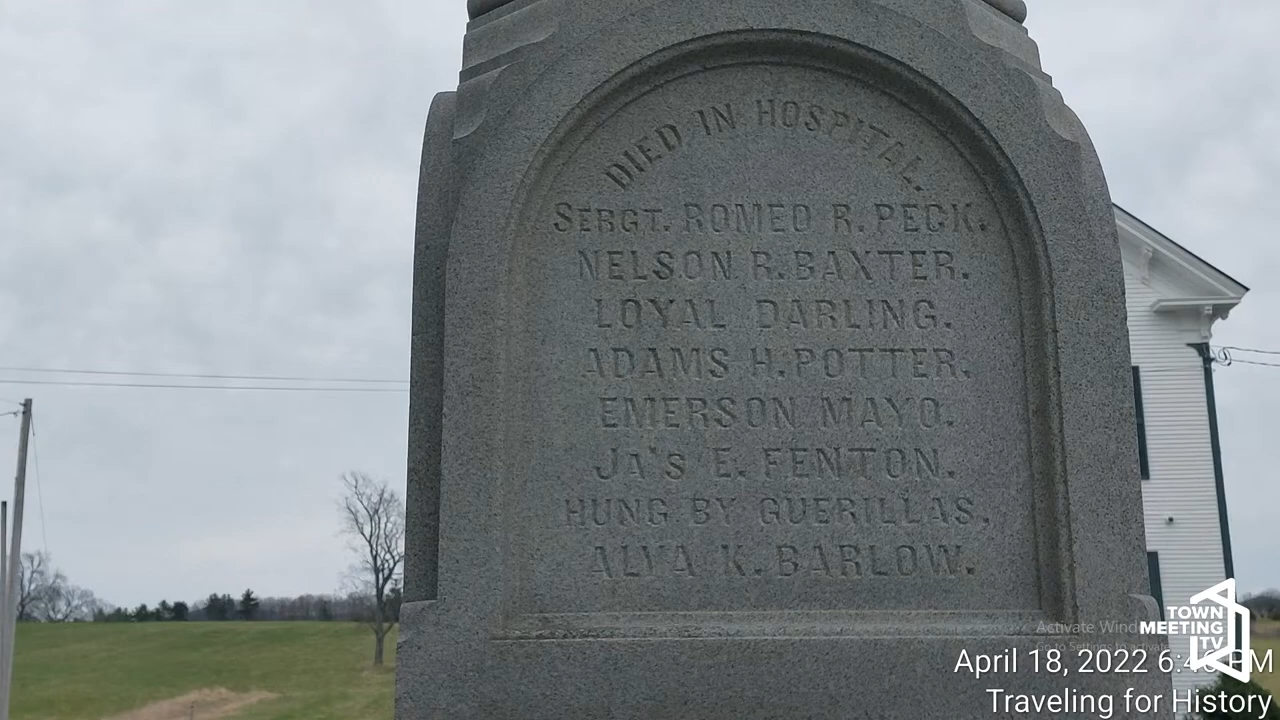 DIED IN HOSPITAL.
SERGT. ROMEO R. PECK.
NELSON R. BAXTER.
LOYAL DARLING.
ADAMS H. POTTER.
EMERSON MAYO.
JA'S E. FENTON.
HUNG BY GUERILLAS.
ALVA K. BARLOW.
Activate
TOWN
MEETING
TV
April 18, 2022
Traveling for History